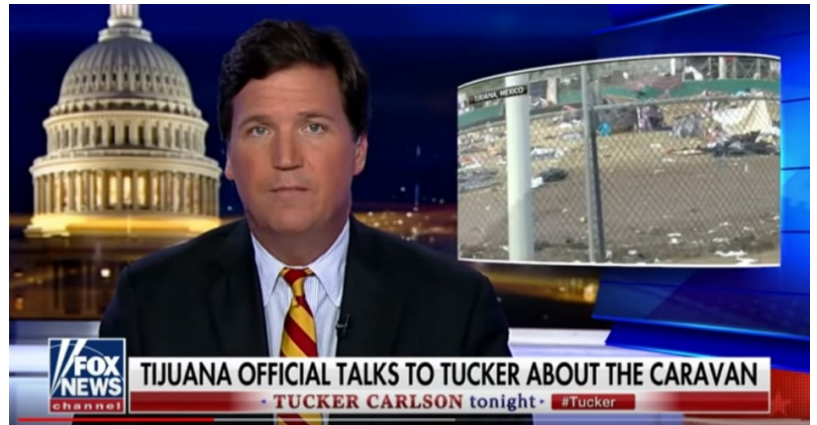 TIJUANA, MEXICO
FOX
NEWS
channel
TIJUANA OFFICIAL TALKS TO TUCKER ABOUT THE CARAVAN
TUCKER CARLSON tonight
#Tucker